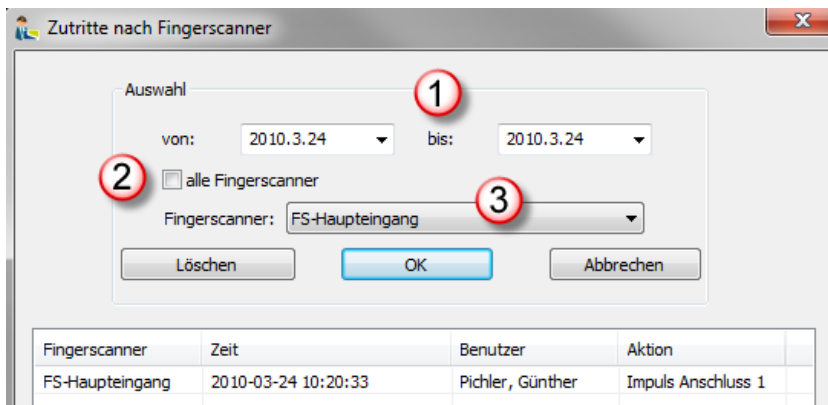 Zutritte nach Fingerscanner
Auswahl
1
von: 2010.3.24 bis: 2010.3.24
2 alle Fingerscanner
3
Fingerscanner: FS-Haupteingang
Löschen OK Abbrechen
Fingerscanner Zeit Benutzer Aktion
FS-Haupteingang 2010-03-24 10:20:33 Pichler, Günther Impuls Anschluss 1